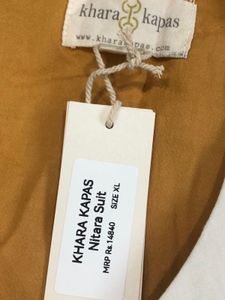 khara kapas
www.kharakapas.com
KHARA KAPAS
Nitara Suit
SIZE XL
MRP Rs.14840